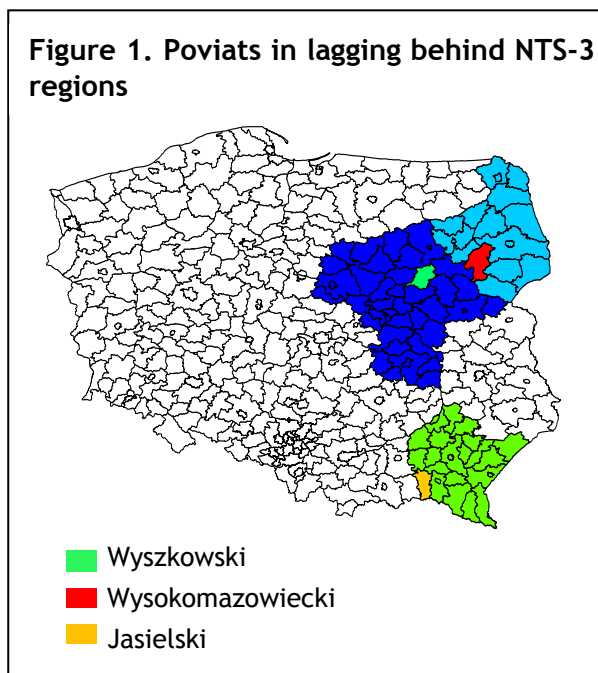 Figure 1. Poviats in lagging behind NTS-3
regions
Wyszkowski
Wysokomazowiecki
Jasielski